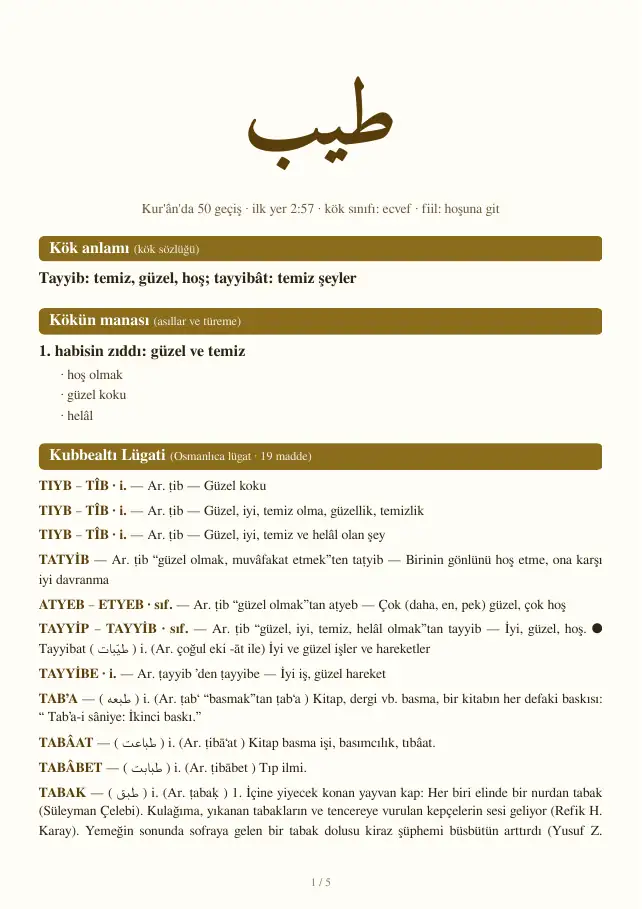 طيب
Kur'ân'da 50 geçiş · ilk yer 2:57 · kök sınıfı: ecvef · fiil: hoşuna git
Kök anlamı (kök sözlüğü)
Tayyib: temiz, güzel, hoş; tayyibât: temiz şeyler
Kökün manası (asıllar ve türeme)
1. habisin zıddı: güzel ve temiz
· hoş olmak
· güzel koku
· helâl
Kubbealtı Lügati (Osmanlıca lügat · 19 madde)
TIYB – TÎB · i. — Ar. ṭіb — Güzel koku
TIYB – TÎB · i. — Ar. ṭіb — Güzel, iyi, temiz olma, güzellik, temizlik
TIYB – TÎB · i. — Ar. ṭіb — Güzel, iyi, temiz ve helâl olan şey
TATYİB — Ar. ṭіb “güzel olmak, muvâfakat etmek”ten taṭyib — Birinin gönlünü hoş etme, ona karşı
iyi davranma
ATYEB – ETYEB · sıf. — Ar. ṭіb “güzel olmak”tan aṭyeb — Çok (daha, en, pek) güzel, çok hoş
TAYYİP – TAYYİB · sıf. — Ar. ṭіb “güzel, iyi, temiz, helâl olmak”tan tayyib — İyi, güzel, hoş. ●
Tayyibat ( طيّبات ) i. (Ar. çoğul eki -āt ile) İyi ve güzel işler ve hareketler
TAYYİBE · i. — Ar. ṭayyib ’den ṭayyibe — İyi iş, güzel hareket
TAB’A — ( طبعه ) i. (Ar. ṭab‘ “basmak”tan ṭab‘a ) Kitap, dergi vb. basma, bir kitabın her defaki baskısı:
“ Tab’a-i sâniye: İkinci baskı.”
TABÂAT — ( طباعت ) i. (Ar. ṭibā‘at ) Kitap basma işi, basımcılık, tıbâat.
TABÂBET — ( طبابت ) i. (Ar. ṭibābet ) Tıp ilmi.
TABAK — ( طبق ) i. (Ar. ṭabaḳ ) 1. İçine yiyecek konan yayvan kap: Her biri elinde bir nurdan tabak
(Süleyman Çelebi). Kulağıma, yıkanan tabakların ve tencereye vurulan kepçelerin sesi geliyor (Refik H.
Karay). Yemeğin sonunda sofraya gelen bir tabak dolusu kiraz şüphemi büsbütün arttırdı (Yusuf Z.
1 / 5